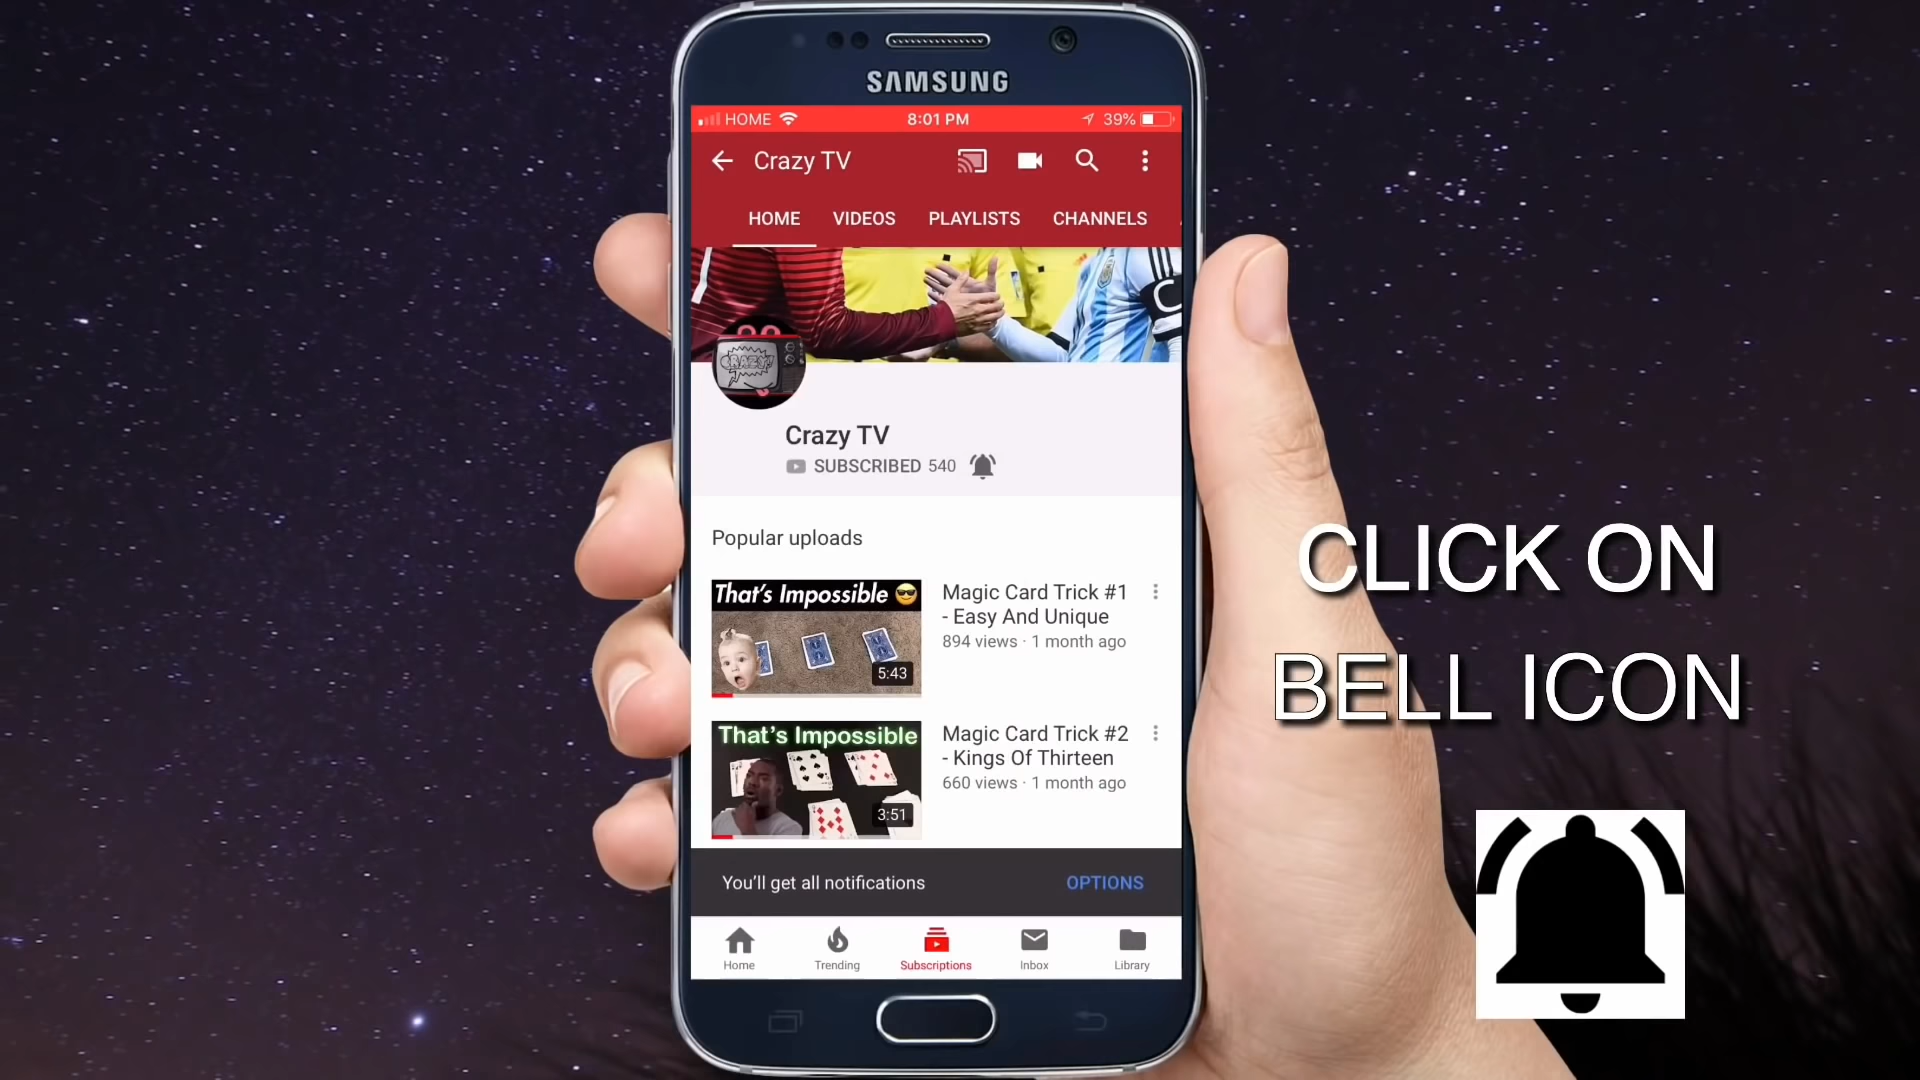 SAMSUNG
HOME 8:01 PM 39%
Crazy TV
HOME VIDEOS PLAYLISTS CHANNELS
C
CRAZY!
Crazy TV
SUBSCRIBED 540
Popular uploads
That's Impossible 😎
5:43
Magic Card Trick #1
- Easy And Unique
894 views · 1 month ago
That's Impossible
3:51
Magic Card Trick #2
- Kings Of Thirteen
660 views · 1 month ago
You'll get all notifications OPTIONS
Home Trending Subscriptions Inbox Library
CLICK ON
BELL ICON